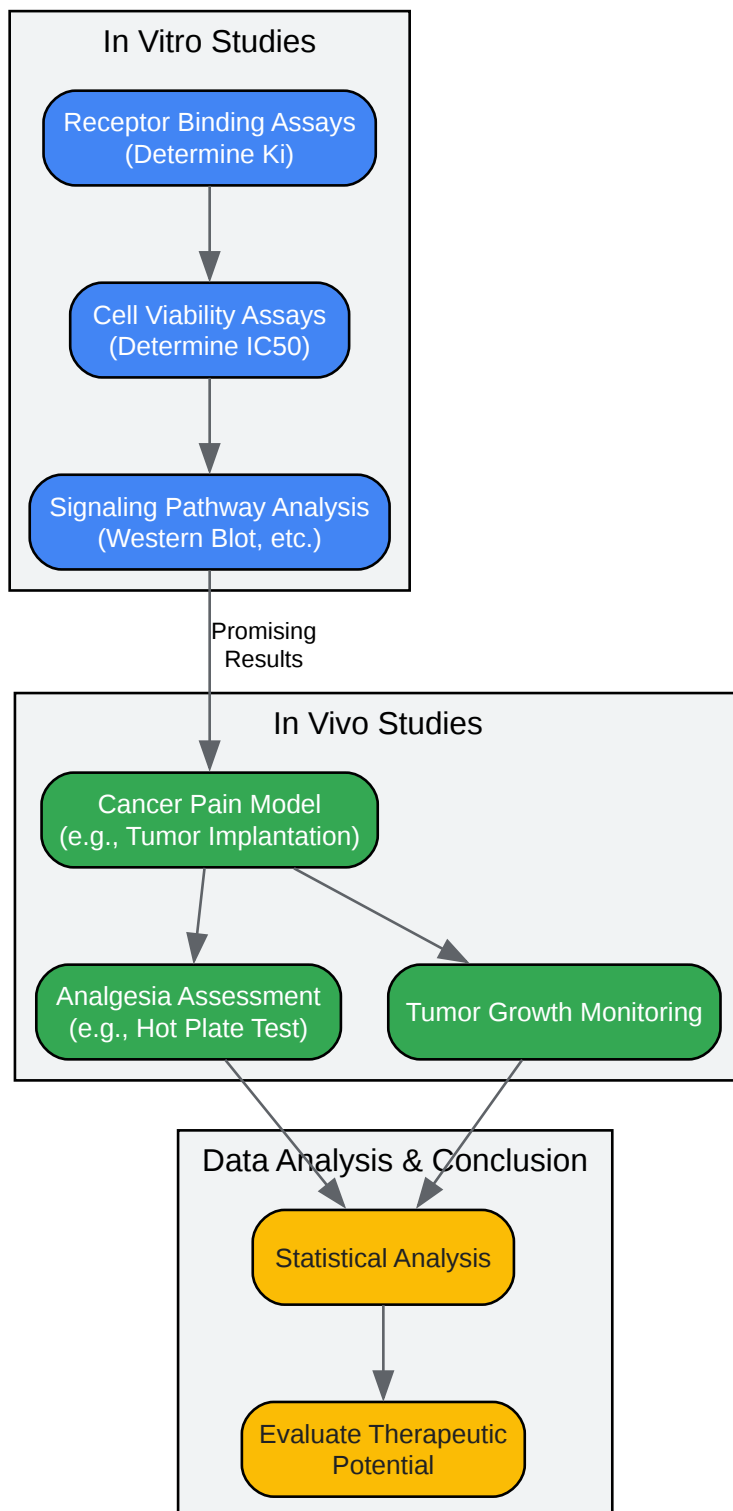 In Vitro Studies
Receptor Binding Assays
(Determine Ki)
Cell Viability Assays
(Determine IC50)
Signaling Pathway Analysis
(Western Blot, etc.)
Promising
Results
In Vivo Studies
Cancer Pain Model
(e.g., Tumor Implantation)
Analgesia Assessment
(e.g., Hot Plate Test)
Tumor Growth Monitoring
Data Analysis & Conclusion
Statistical Analysis
Evaluate Therapeutic
Potential